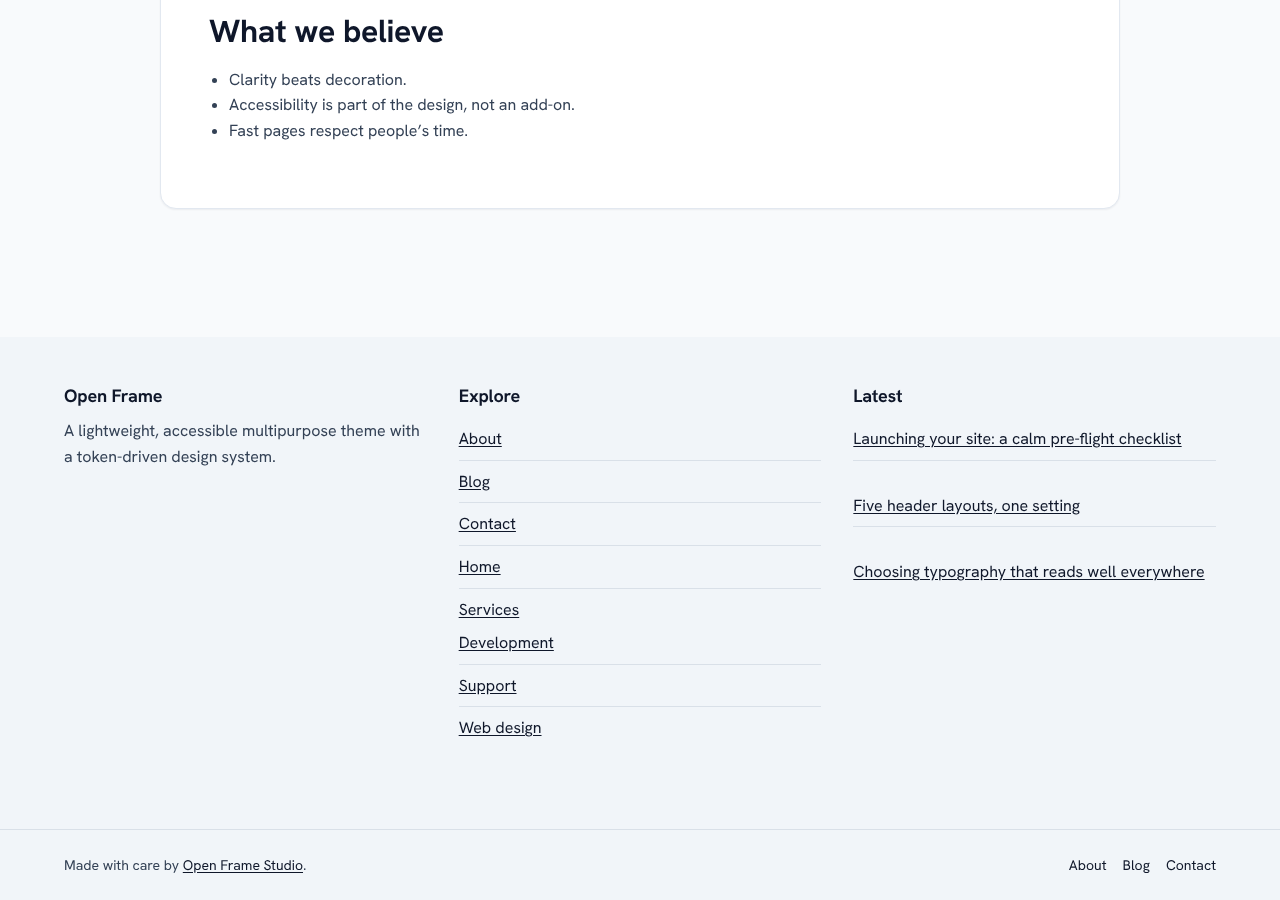 What we believe
Clarity beats decoration.
Accessibility is part of the design, not an add-on.
Fast pages respect people’s time.
Open Frame
A lightweight, accessible multipurpose theme with
a token-driven design system.
Explore
About
Blog
Contact
Home
Services
Development
Support
Web design
Latest
Launching your site: a calm pre-flight checklist
Five header layouts, one setting
Choosing typography that reads well everywhere
Made with care by Open Frame Studio.
About Blog Contact